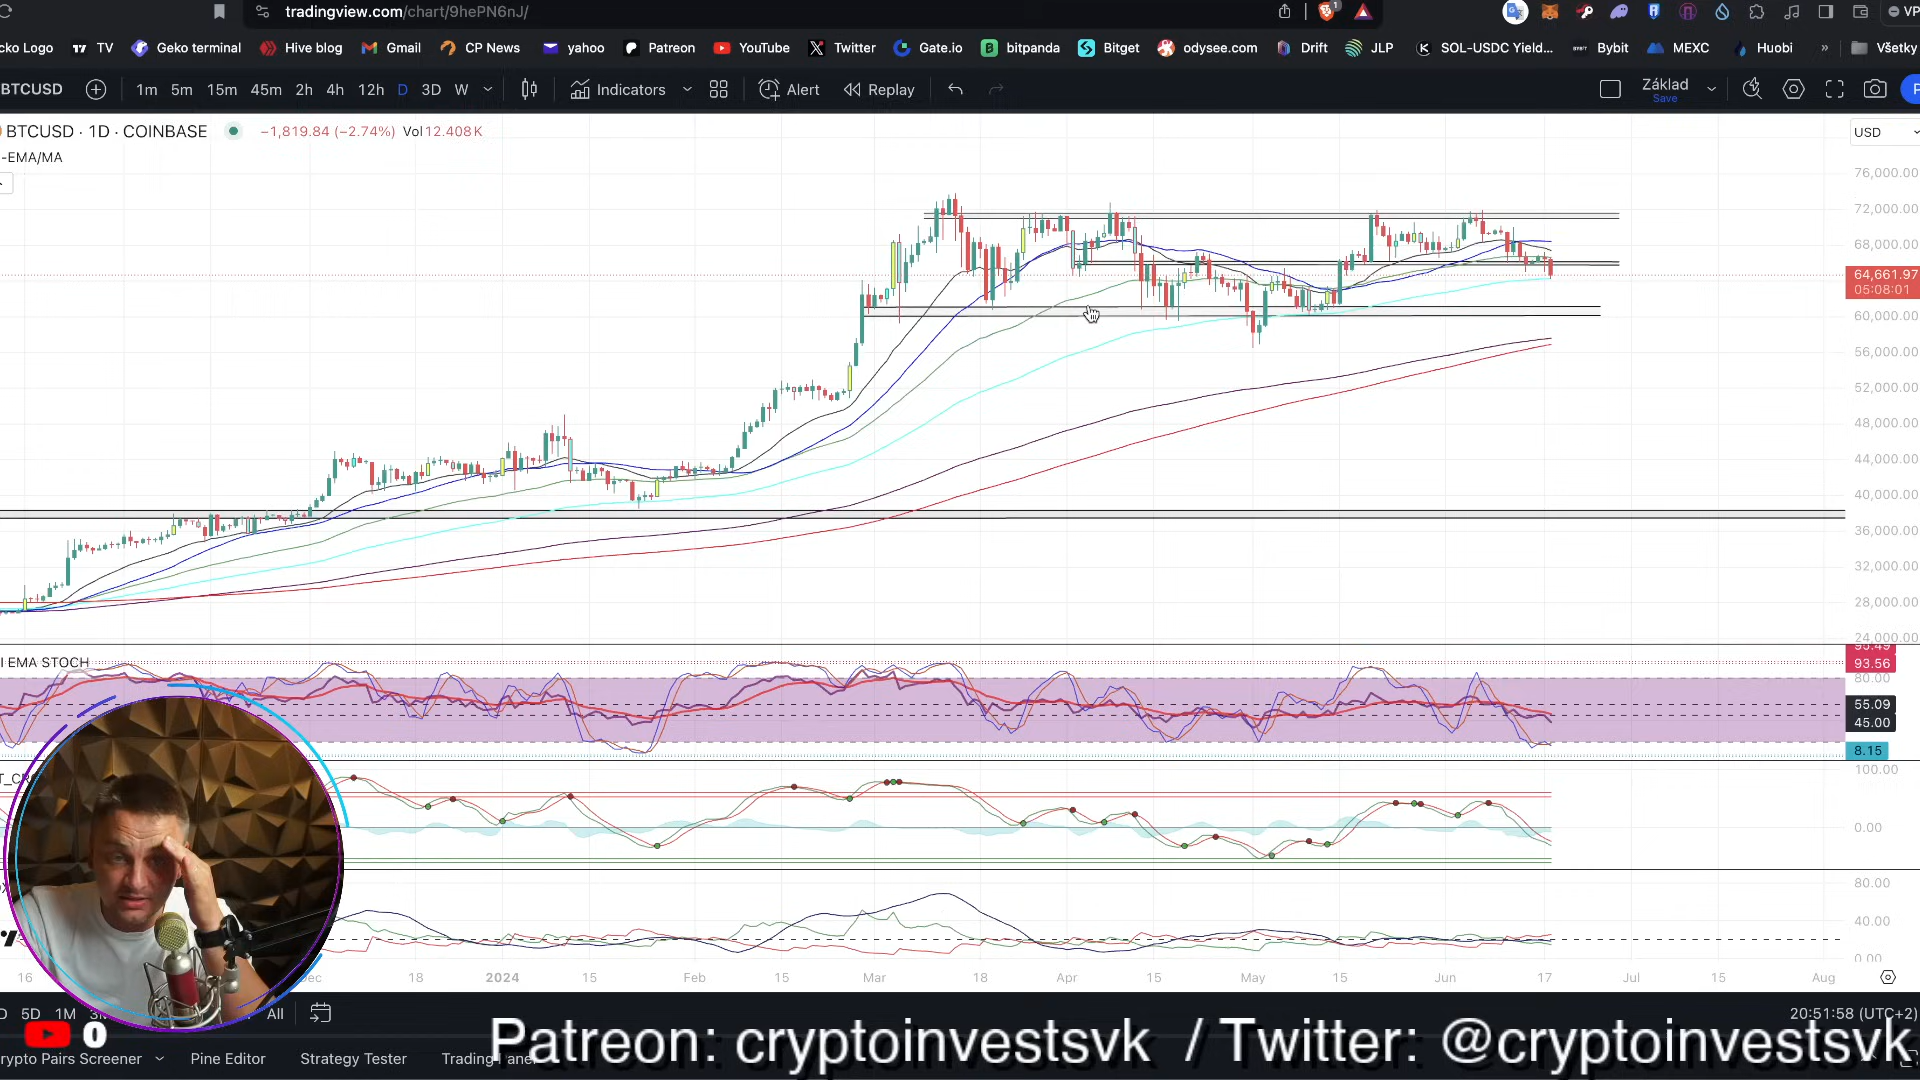 tradingview.com/chart/9hePN6nJ/
1
VP
cko Logo TV Geko terminal Hive blog Gmail CP News yahoo Patreon YouTube Twitter Gate.io bitpanda Bitget odysee.com Drift JLP SOL-USDC Yield... Bybit MEXC Huobi » Všetky
BTCUSD 1m 5m 15m 45m 2h 4h 12h D 3D W Indicators Alert Replay Základ
Save
BTCUSD · 1D · COINBASE −1,819.84 (−2.74%) Vol 12.408 K
USD
-EMA/MA
76,000.00
72,000.00
68,000.00
64,661.97
05:08:01
60,000.00
56,000.00
52,000.00
48,000.00
44,000.00
40,000.00
36,000.00
32,000.00
28,000.00
24,000.00
I EMA STOCH
93.56
80.00
55.09
45.00
8.15
100.00
0.00
80.00
40.00
0.00
16 Dec 18 2024 15 Feb 15 Mar 18 Apr 15 May 15 Jun 17 Jul 15 Aug
5D 1M All
20:51:58 (UTC+2)
0
rypto Pairs Screener Pine Editor Strategy Tester
Patreon: cryptoinvestsvk / Twitter: @cryptoinvestsvk